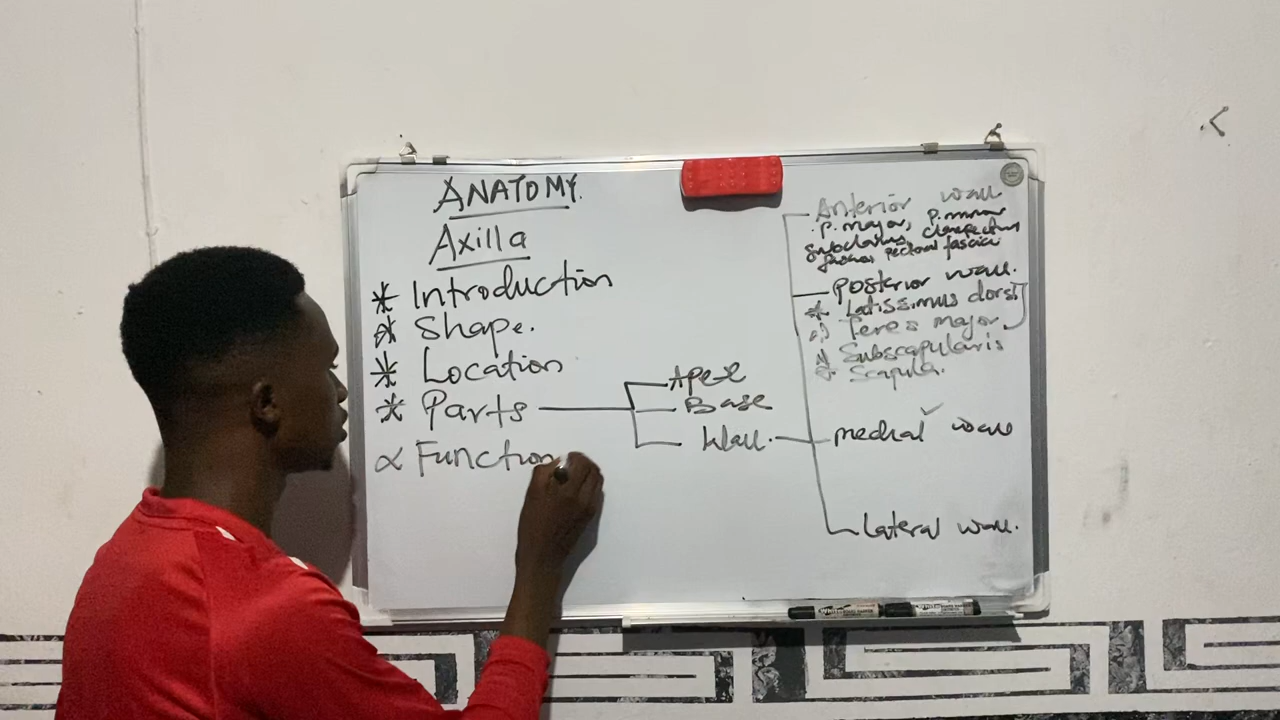 ANATOMY.
Axilla
* Introduction
* Shape.
* Location
* Parts
Apex
Base
Wall.
* Function
Anterior wall
P. major, P. minor
subclavius, clavipectoral
fascia, pectoral fascia
Posterior wall.
* Latissimus dorsi
* Teres major
* Subscapularis
* Scapula.
medial wall
Lateral wall.